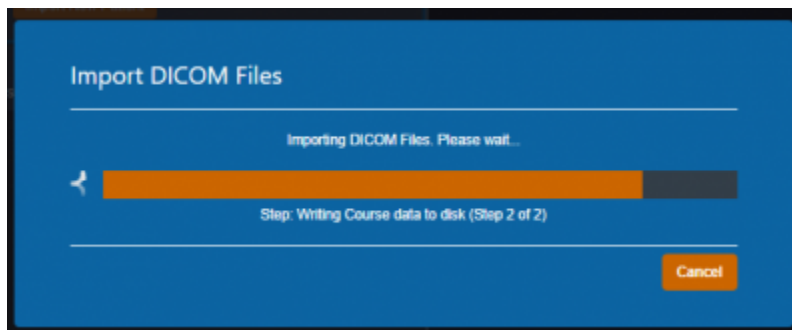 Import DICOM Files
Importing DICOM Files. Please wait...
Step: Writing Course data to disk (Step 2 of 2)
Cancel